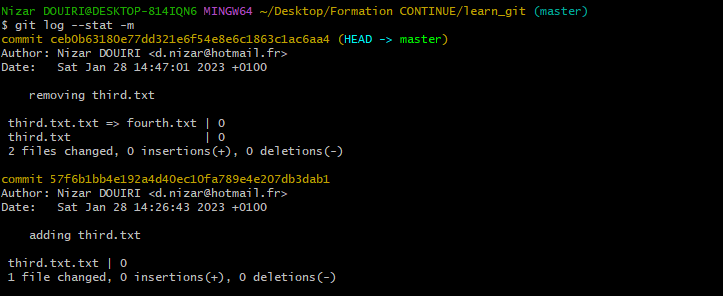 Nizar DOUIRI@DESKTOP-814IQN6 MINGW64 ~/Desktop/Formation CONTINUE/learn_git (master)
$ git log --stat -m
commit ceb0b63180e77dd321e6f54e8e6c1863c1ac6aa4 (HEAD -> master)
Author: Nizar DOUIRI <d.nizar@hotmail.fr>
Date:   Sat Jan 28 14:47:01 2023 +0100

    removing third.txt

 third.txt.txt => fourth.txt | 0
 third.txt                   | 0
 2 files changed, 0 insertions(+), 0 deletions(-)

commit 57f6b1bb4e192a4d40ec10fa789e4e207db3dab1
Author: Nizar DOUIRI <d.nizar@hotmail.fr>
Date:   Sat Jan 28 14:26:43 2023 +0100

    adding third.txt

 third.txt.txt | 0
 1 file changed, 0 insertions(+), 0 deletions(-)